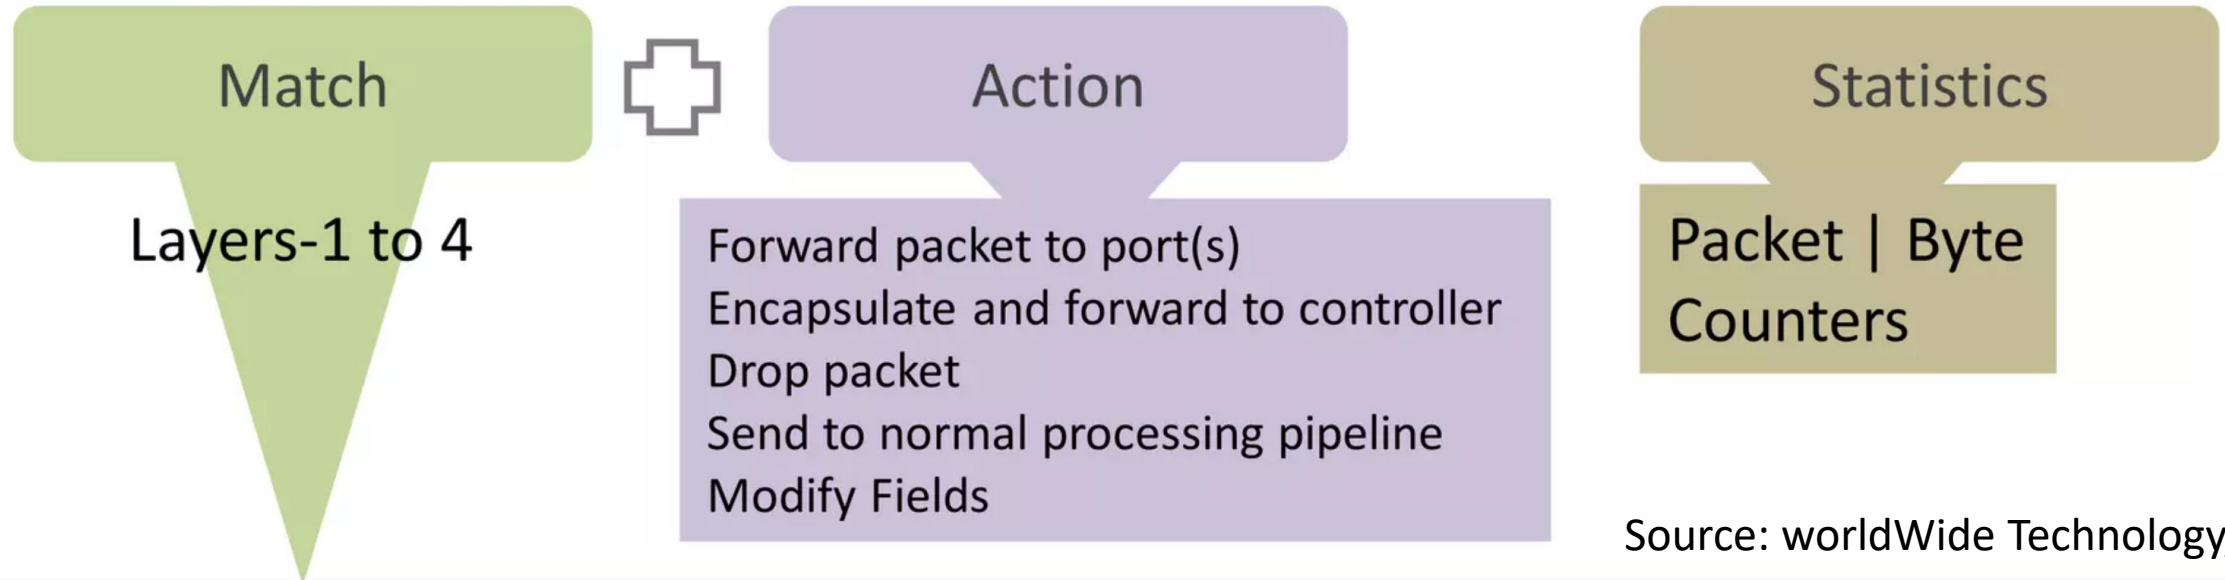 Match
Action
Statistics
Layers-1 to 4
Forward packet to port(s)
Encapsulate and forward to controller
Drop packet
Send to normal processing pipeline
Modify Fields
Packet | Byte
Counters
Source: worldWide Technology,